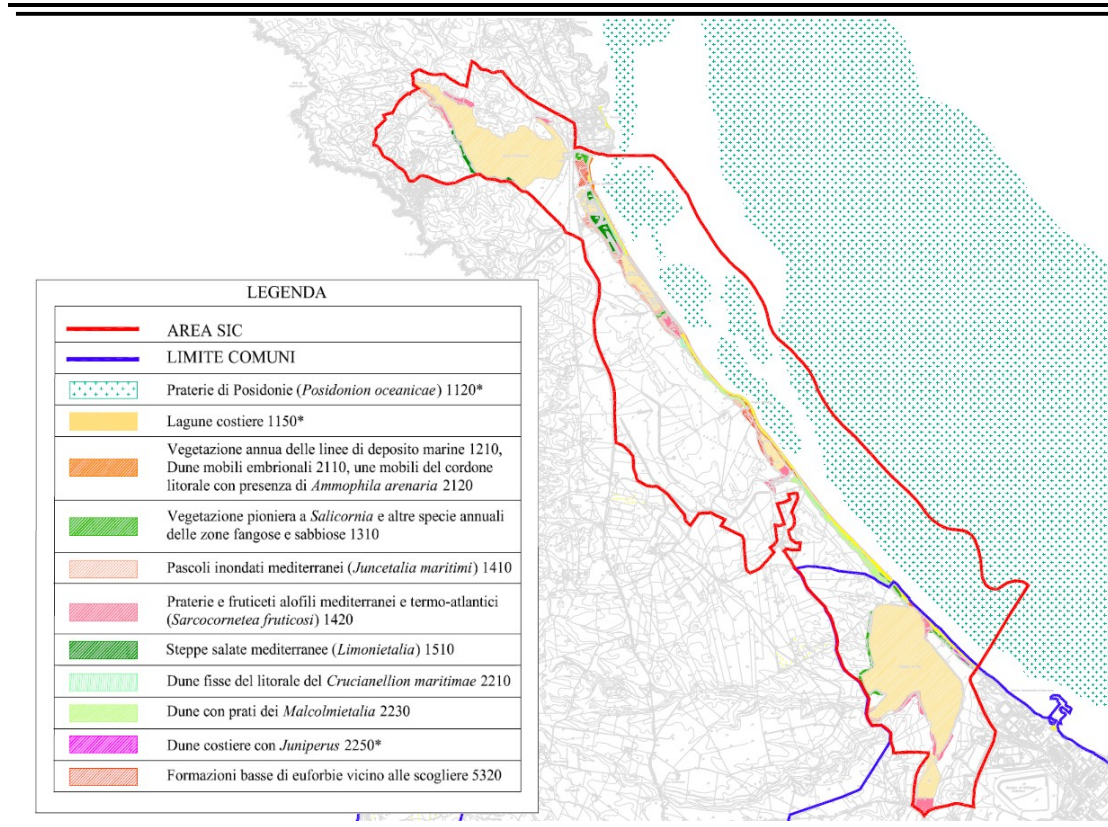 LEGENDA
AREA SIC
LIMITE COMUNI
Praterie di Posidonie (Posidonion oceanicae) 1120*
Lagune costiere 1150*
Vegetazione annua delle linee di deposito marine 1210,
Dune mobili embrionali 2110, une mobili del cordone
litorale con presenza di Ammophila arenaria 2120
Vegetazione pioniera a Salicornia e altre specie annuali
delle zone fangose e sabbiose 1310
Pascoli inondati mediterranei (Juncetalia maritimi) 1410
Praterie e fruticeti alofili mediterranei e termo-atlantici
(Sarcocornetea fruticosi) 1420
Steppe salate mediterranee (Limonietalia) 1510
Dune fisse del litorale del Crucianellion maritimae 2210
Dune con prati dei Malcolmietalia 2230
Dune costiere con Juniperus 2250*
Formazioni basse di euforbie vicino alle scogliere 5320